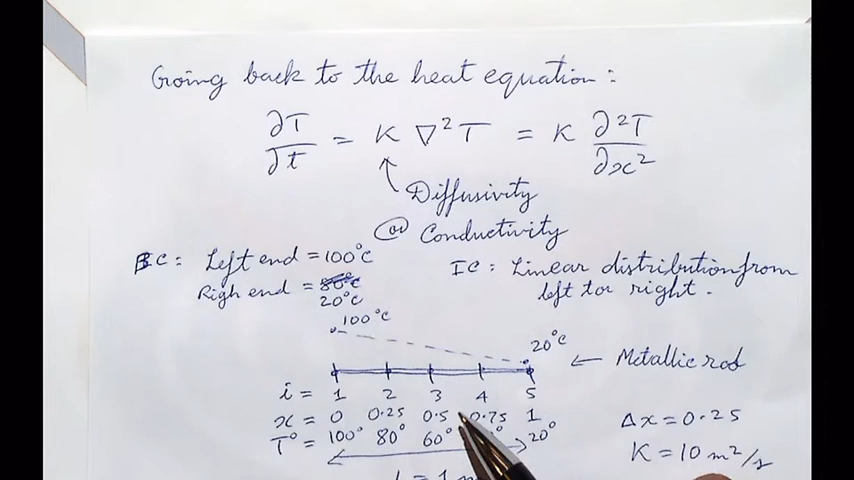 Going back to the heat equation:
∂T/∂t = K ∇²T = K ∂²T/∂x²
Diffusivity
or Conductivity
BC: Left end = 100°C
Righ end = 80°C
20°C
IC: Linear distribution from
left to right.
100°C
20°C
← Metallic rod
i = 1 2 3 4 5
x = 0 0.25 0.5 0.75 1
T° = 100° 80° 60° 20°
Δx = 0.25
K = 10 m²/s